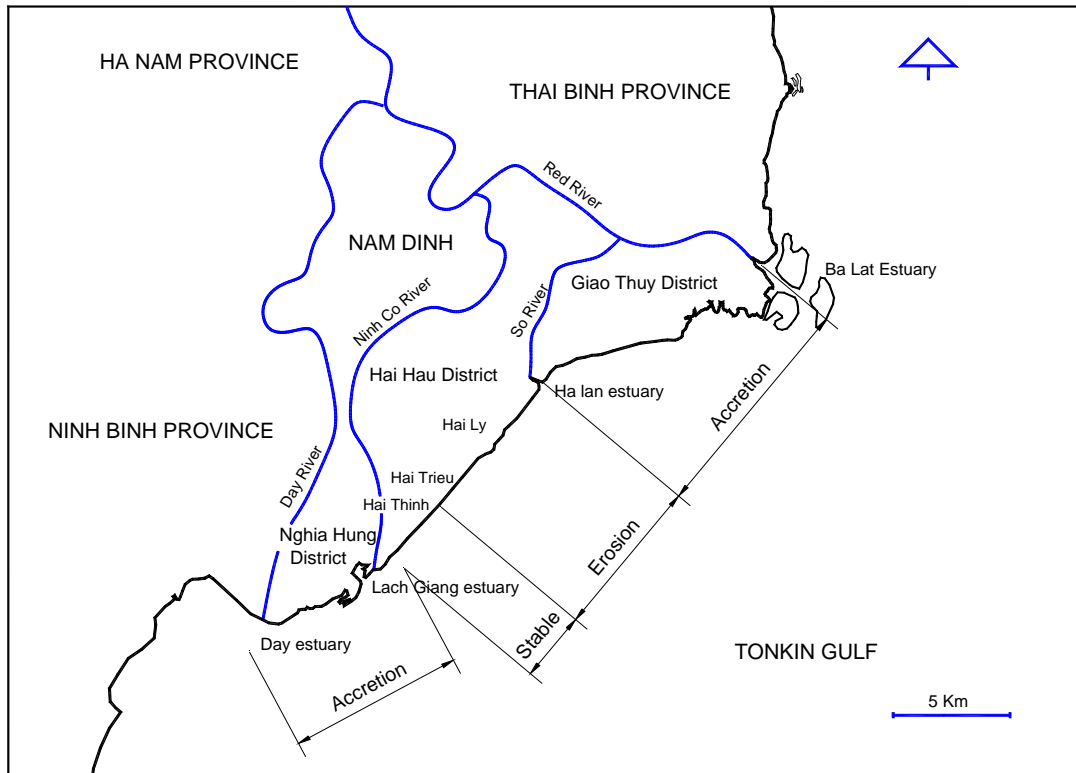 HA NAM PROVINCE
THAI BINH PROVINCE
Red River
NAM DINH
Ba Lat Estuary
Giao Thuy District
So River
Ninh Co River
Hai Hau District
Ha lan estuary
Accretion
Hai Ly
NINH BINH PROVINCE
Day River
Hai Trieu
Hai Thinh
Nghia Hung
District
Erosion
Lach Giang estuary
Stable
Day estuary
TONKIN GULF
Accretion
5 Km